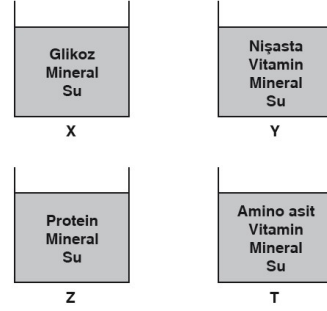 Glikoz
Mineral
Su
X
Nişasta
Vitamin
Mineral
Su
Y
Protein
Mineral
Su
Z
Amino asit
Vitamin
Mineral
Su
T